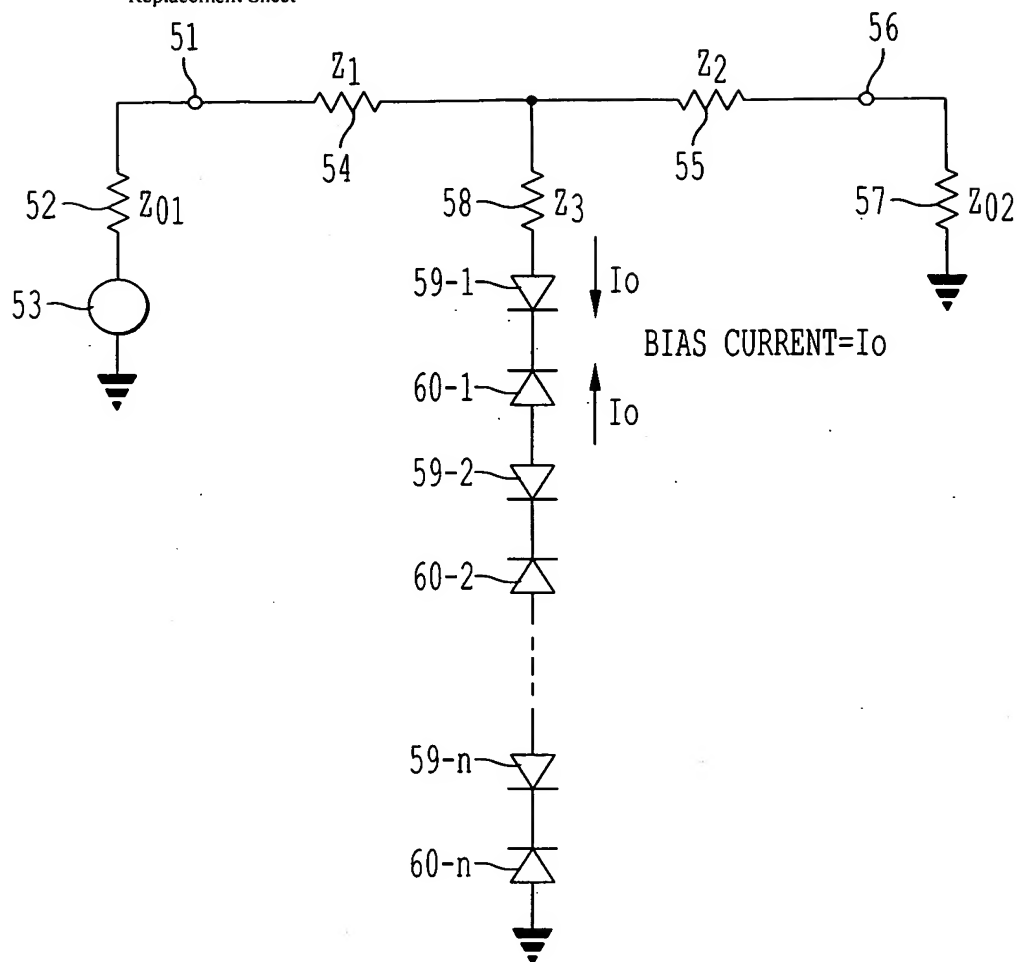 Replacement Sheet
51
56
Z1
Z2
54
55
52
Z01
58
Z3
57
Z02
53
59-1
Io
BIAS CURRENT=Io
60-1
Io
59-2
60-2
59-n
60-n